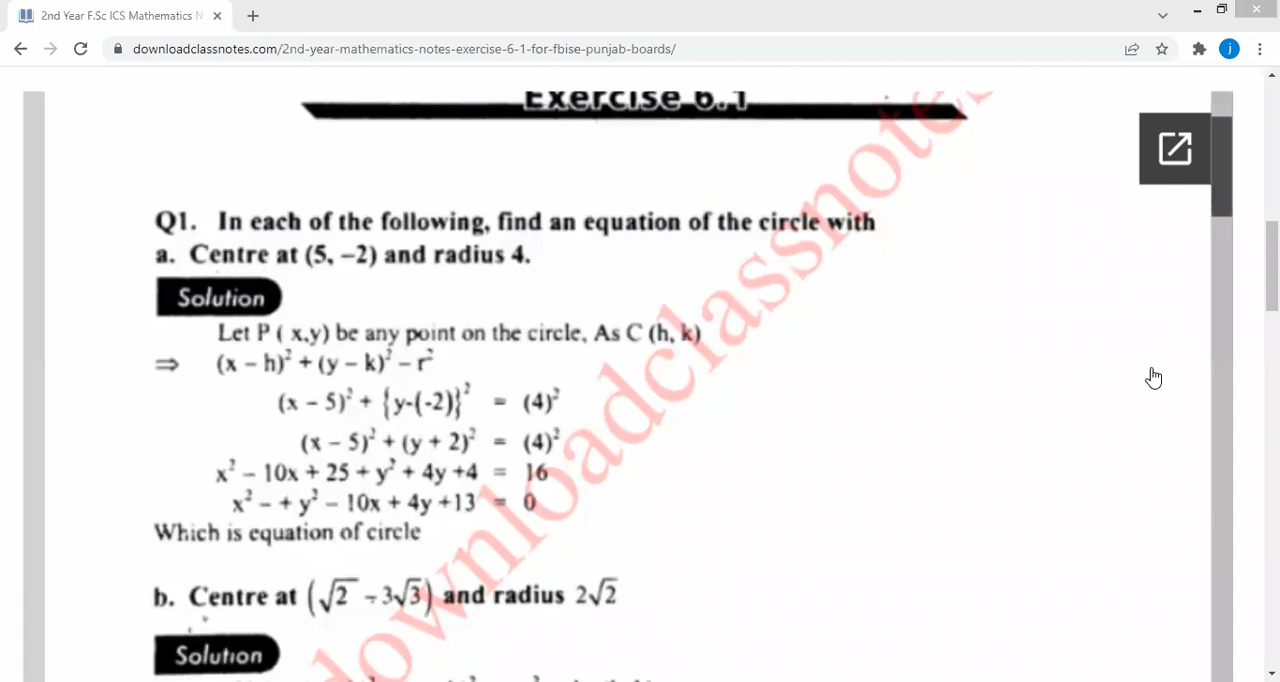 2nd Year F.Sc ICS Mathematics N
downloadclassnotes.com/2nd-year-mathematics-notes-exercise-6-1-for-fbise-punjab-boards/
j
Exercise 6.1
Q1. In each of the following, find an equation of the circle with
a. Centre at (5, −2) and radius 4.
Solution
Let P ( x,y) be any point on the circle, As C (h, k)
⇒ (x − h)² + (y − k)² − r²
(x − 5)² + {y-(-2)}² = (4)²
(x − 5)² + (y + 2)² = (4)²
x² − 10x + 25 + y² + 4y +4 = 16
x² − + y² − 10x + 4y +13 = 0
Which is equation of circle
b. Centre at (√2 − 3√3) and radius 2√2
Solution
downloadclassnotes